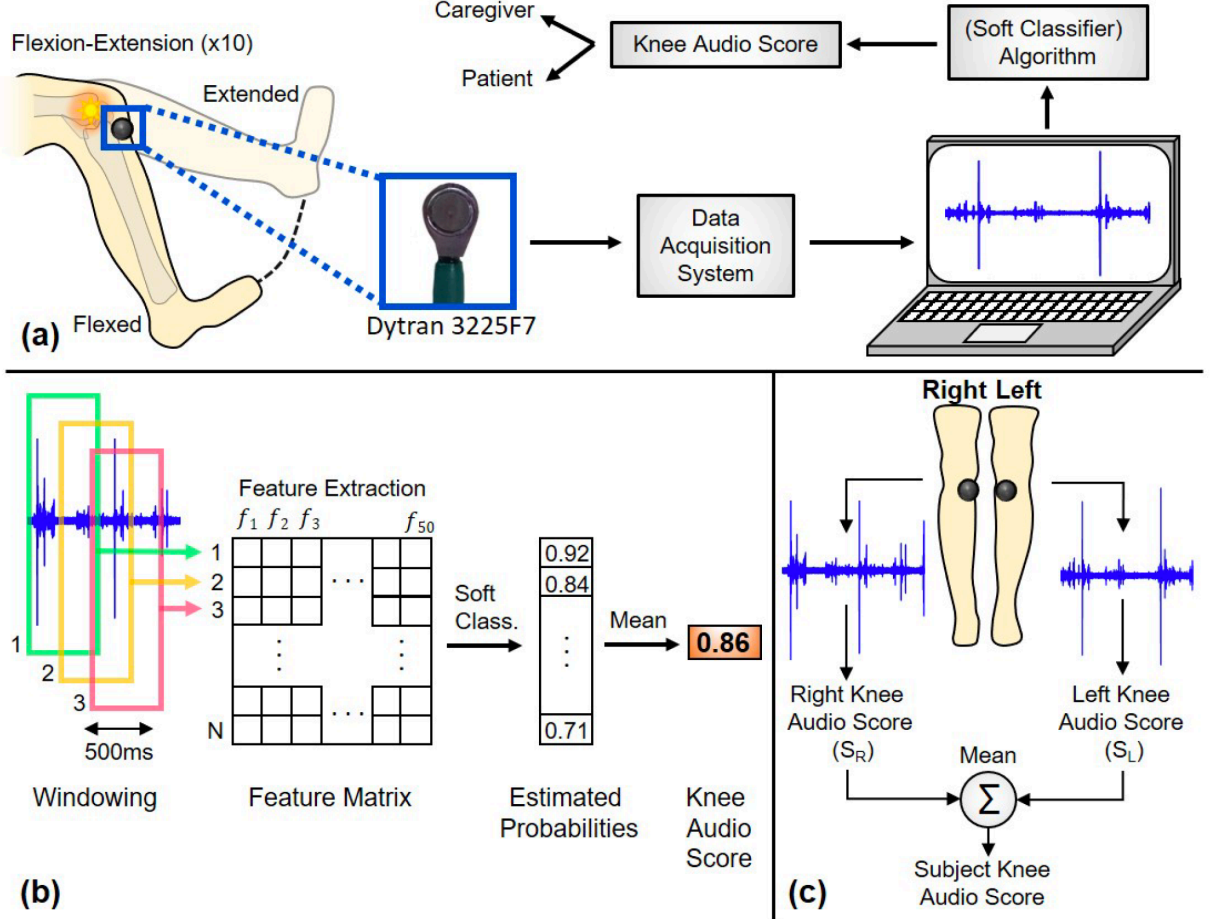 Flexion-Extension (x10)
Extended
Flexed
(a)
Dytran 3225F7
Data
Acquisition
System
(Soft Classifier)
Algorithm
Knee Audio Score
Caregiver
Patient
1
2
3
500ms
Windowing
Feature Extraction
f1 f2 f3 f50
1
2
3
N
. . .
Feature Matrix
Soft
Class.
0.92
0.84
0.71
Estimated
Probabilities
Mean
0.86
Knee
Audio
Score
(b)
Right Left
Right Knee
Audio Score
(SR)
Left Knee
Audio Score
(SL)
Mean
Σ
Subject Knee
Audio Score
(c)